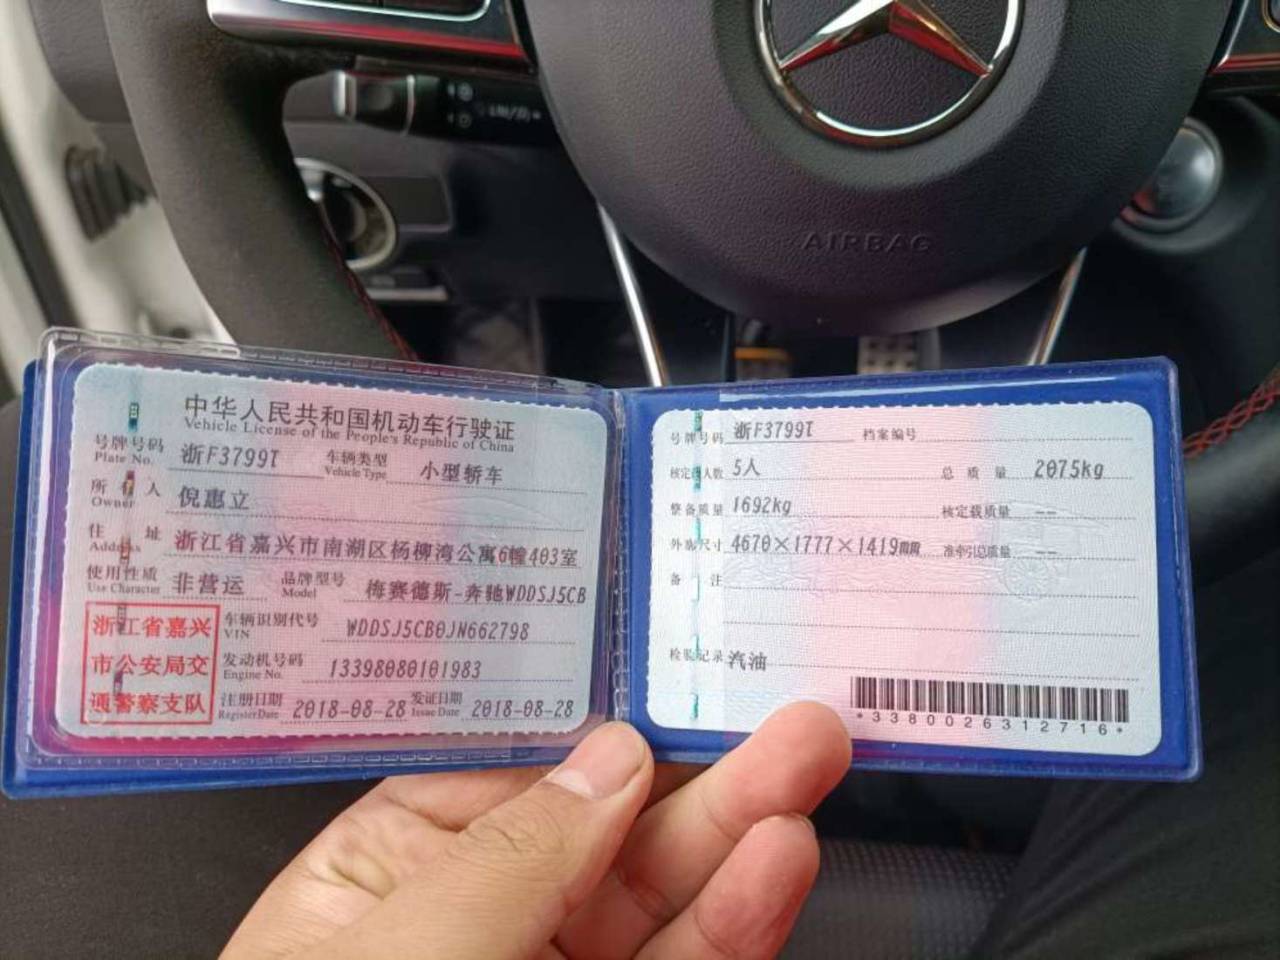 AIRBAG
中华人民共和国机动车行驶证
Vehicle License of the People's Republic of China
号牌号码 浙F3799T 车辆类型 小型轿车
Plate No. Vehicle Type
所有人 倪惠立
Owner
住址 浙江省嘉兴市南湖区杨柳湾公寓6幢403室
Address
使用性质 非营运 品牌型号 梅赛德斯-奔驰WDDSJ5CB
Use Character Model
浙江省嘉兴
市公安局交
通警察支队
车辆识别代号 WDDSJ5CB0JN662798
VIN
发动机号码 13398080101983
Engine No.
注册日期 2018-08-28 发证日期 2018-08-28
Register Date Issue Date
号牌号码 浙F3799T 档案编号
核定载人数 5人 总质量 2075kg
整备质量 1692kg 核定载质量 --
外廓尺寸 4670×1777×1419mm 准牵引总质量 --
备注
检验记录 汽油
*3380026312716*